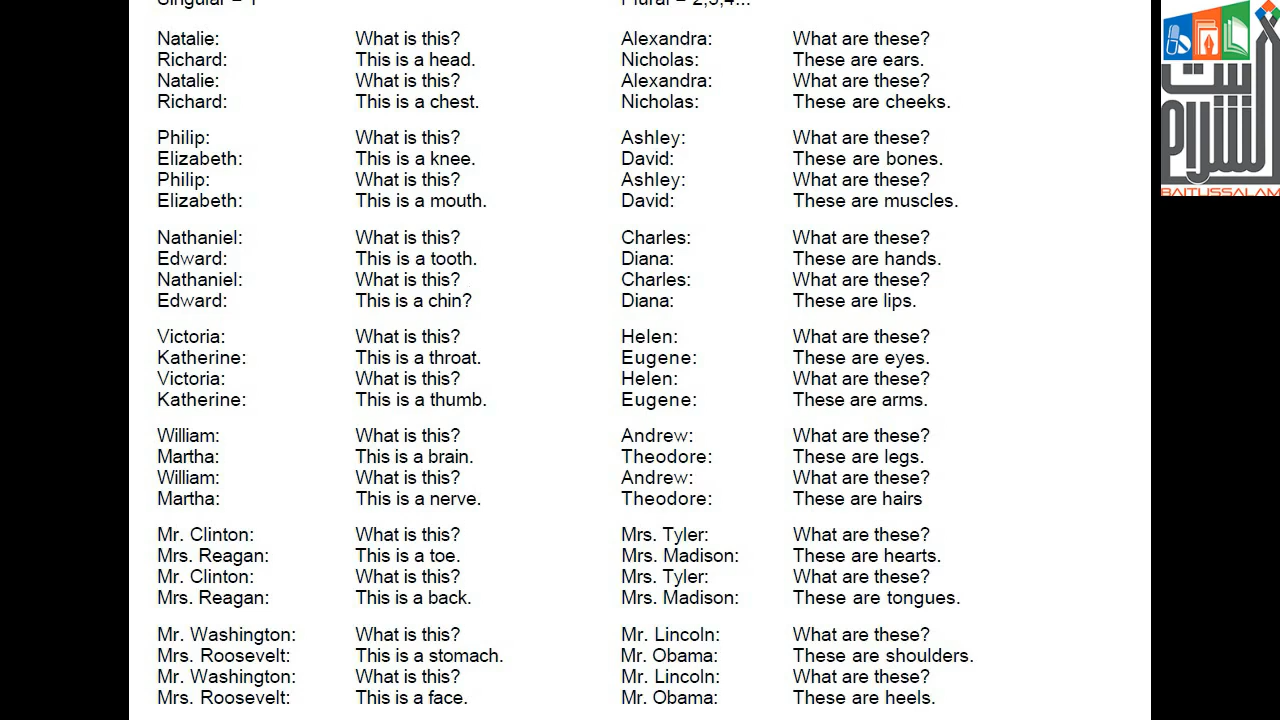 Singular = 1 Plural = 2,3,4...
Natalie: What is this? Alexandra: What are these?
Richard: This is a head. Nicholas: These are ears.
Natalie: What is this? Alexandra: What are these?
Richard: This is a chest. Nicholas: These are cheeks.
Philip: What is this? Ashley: What are these?
Elizabeth: This is a knee. David: These are bones.
Philip: What is this? Ashley: What are these?
Elizabeth: This is a mouth. David: These are muscles.
Nathaniel: What is this? Charles: What are these?
Edward: This is a tooth. Diana: These are hands.
Nathaniel: What is this? Charles: What are these?
Edward: This is a chin? Diana: These are lips.
Victoria: What is this? Helen: What are these?
Katherine: This is a throat. Eugene: These are eyes.
Victoria: What is this? Helen: What are these?
Katherine: This is a thumb. Eugene: These are arms.
William: What is this? Andrew: What are these?
Martha: This is a brain. Theodore: These are legs.
William: What is this? Andrew: What are these?
Martha: This is a nerve. Theodore: These are hairs
Mr. Clinton: What is this? Mrs. Tyler: What are these?
Mrs. Reagan: This is a toe. Mrs. Madison: These are hearts.
Mr. Clinton: What is this? Mrs. Tyler: What are these?
Mrs. Reagan: This is a back. Mrs. Madison: These are tongues.
Mr. Washington: What is this? Mr. Lincoln: What are these?
Mrs. Roosevelt: This is a stomach. Mr. Obama: These are shoulders.
Mr. Washington: What is this? Mr. Lincoln: What are these?
Mrs. Roosevelt: This is a face. Mr. Obama: These are heels.
بيت السلام
BAITUSSALAM